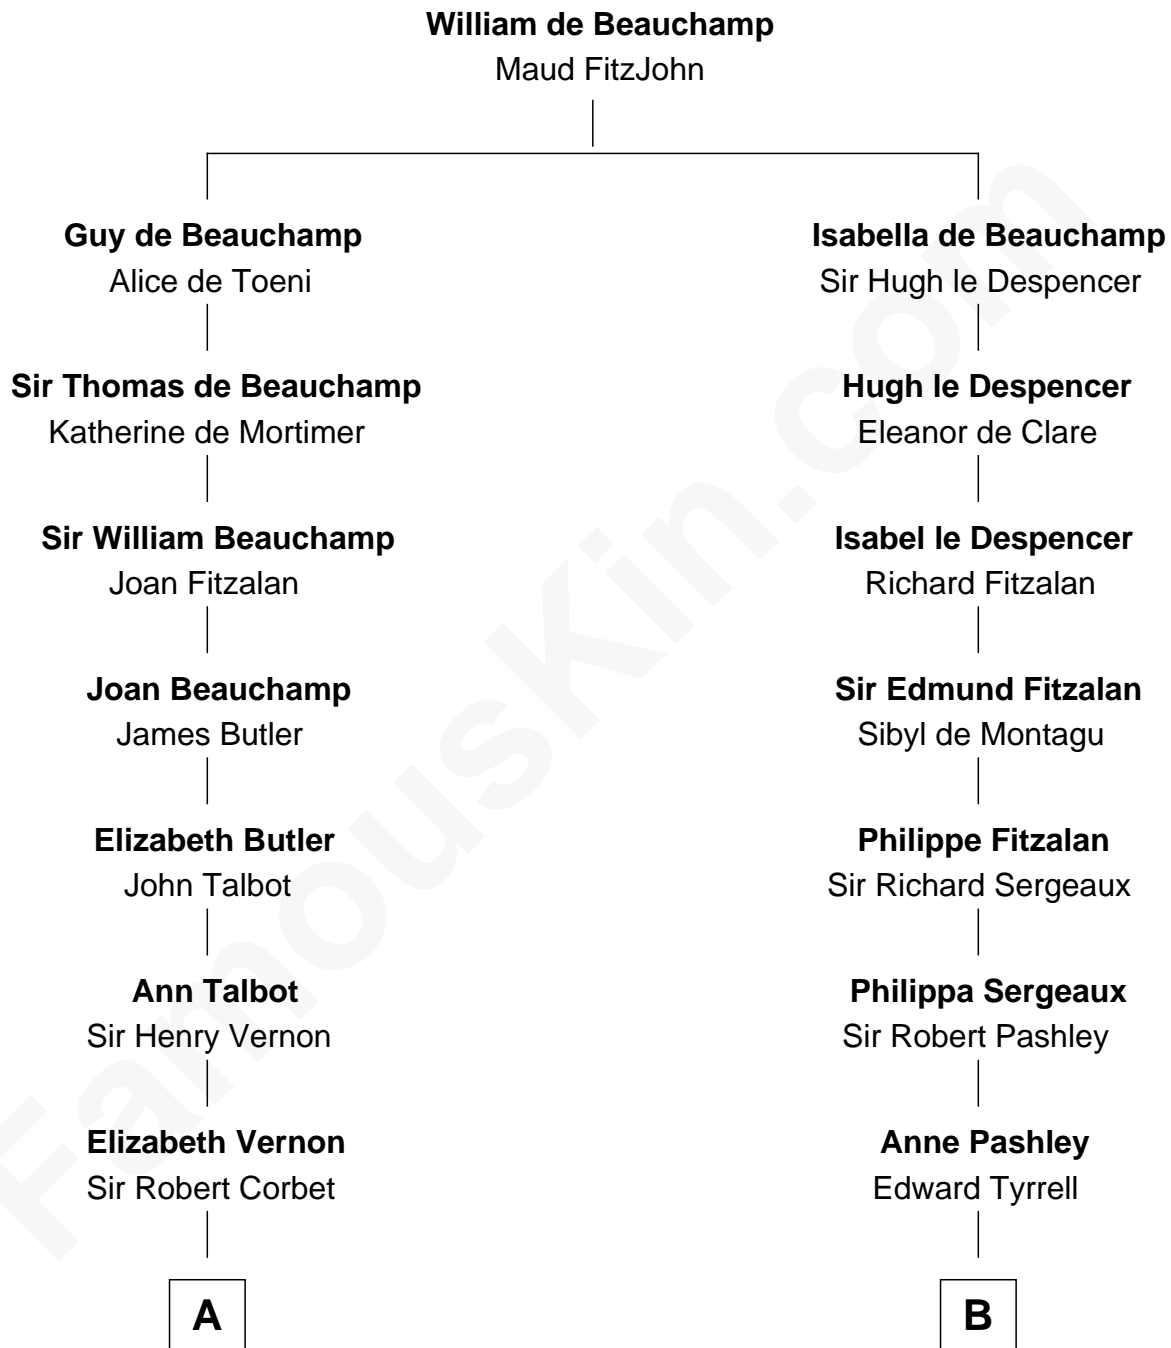 William de Beauchamp
Maud FitzJohn
Guy de Beauchamp
Alice de Toeni
Isabella de Beauchamp
Sir Hugh le Despencer
Sir Thomas de Beauchamp
Katherine de Mortimer
Hugh le Despencer
Eleanor de Clare
Sir William Beauchamp
Joan Fitzalan
Isabel le Despencer
Richard Fitzalan
Joan Beauchamp
James Butler
Sir Edmund Fitzalan
Sibyl de Montagu
Elizabeth Butler
John Talbot
Philippe Fitzalan
Sir Richard Sergeaux
Ann Talbot
Sir Henry Vernon
Philippa Sergeaux
Sir Robert Pashley
Elizabeth Vernon
Sir Robert Corbet
Anne Pashley
Edward Tyrrell
A
B
FamousKin.com